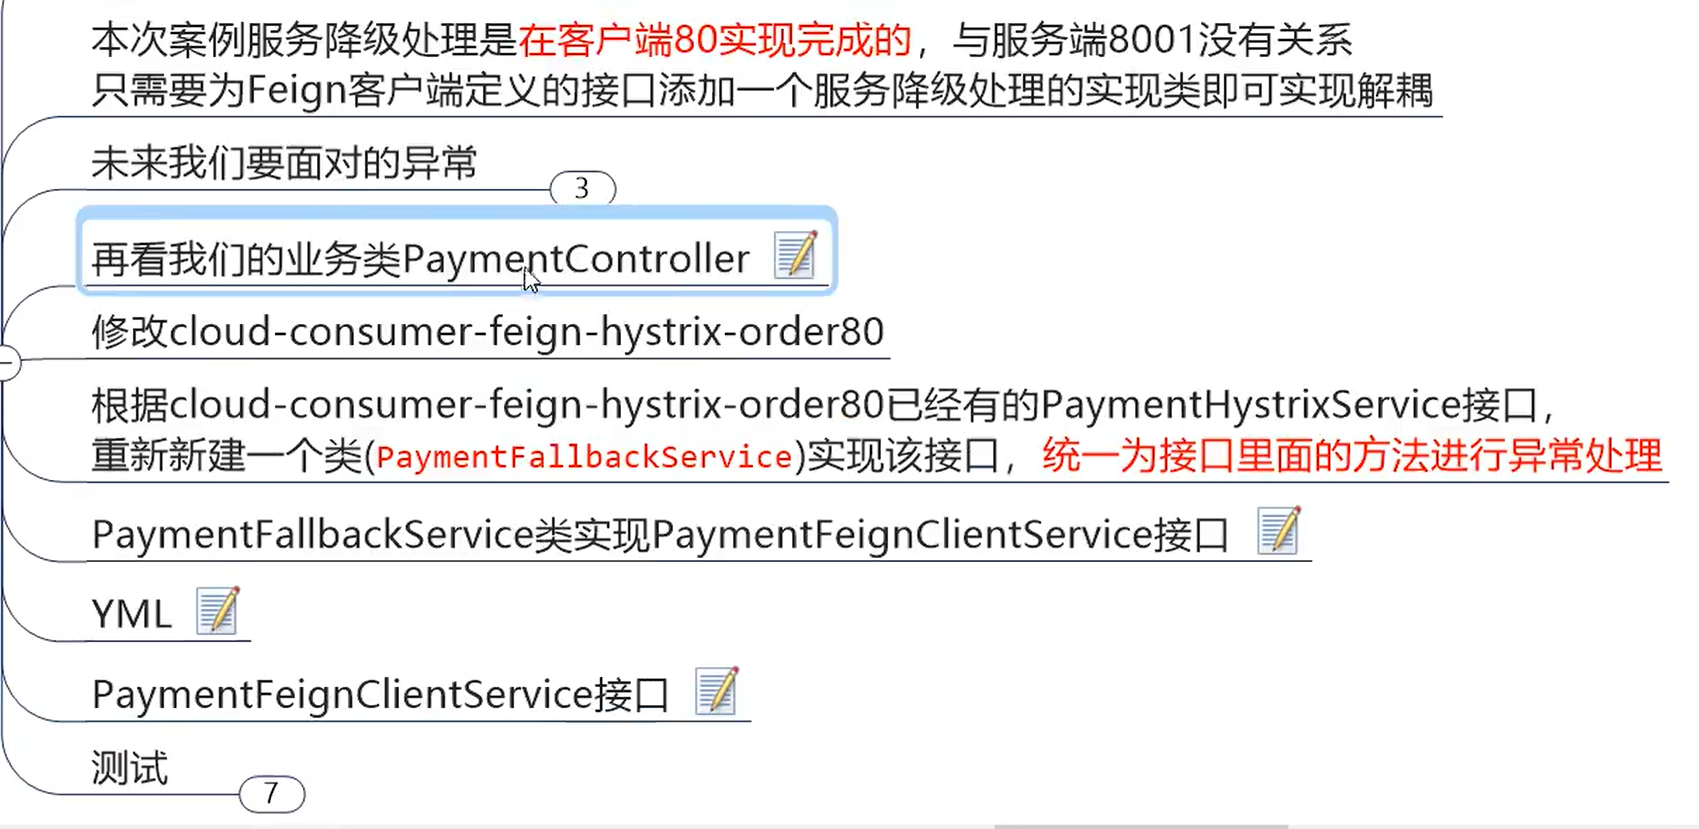 本次案例服务降级处理是在客户端80实现完成的，与服务端8001没有关系
只需要为Feign客户端定义的接口添加一个服务降级处理的实现类即可实现解耦
未来我们要面对的异常
3
再看我们的业务类PaymentController
修改cloud-consumer-feign-hystrix-order80
根据cloud-consumer-feign-hystrix-order80已经有的PaymentHystrixService接口，
重新新建一个类(PaymentFallbackService)实现该接口，统一为接口里面的方法进行异常处理
PaymentFallbackService类实现PaymentFeignClientService接口
YML
PaymentFeignClientService接口
测试
7